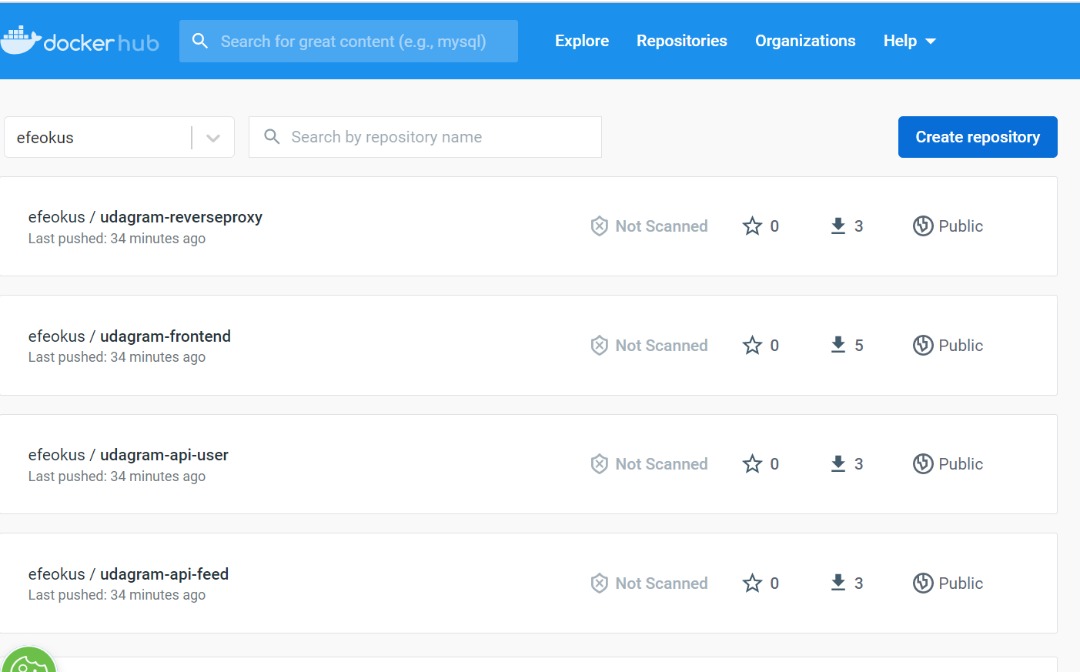 dockerhub Search for great content (e.g., mysql) Explore Repositories Organizations Help
efeokus Search by repository name Create repository
efeokus / udagram-reverseproxy Not Scanned 0 3 Public
Last pushed: 34 minutes ago
efeokus / udagram-frontend Not Scanned 0 5 Public
Last pushed: 34 minutes ago
efeokus / udagram-api-user Not Scanned 0 3 Public
Last pushed: 34 minutes ago
efeokus / udagram-api-feed Not Scanned 0 3 Public
Last pushed: 34 minutes ago